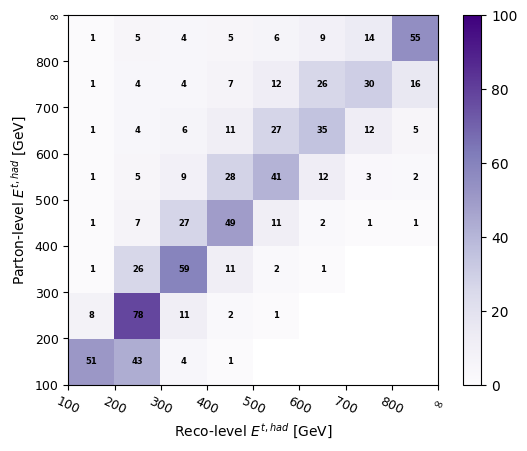 ∞ 1 5 4 5 6 9 14 55
800
1 4 4 7 12 26 30 16
700
1 4 6 11 27 35 12 5
600
1 5 9 28 41 12 3 2
500
1 7 27 49 11 2 1 1
400
1 26 59 11 2 1
300
8 78 11 2 1
200
51 43 4 1
100
100 200 300 400 500 600 700 800 ∞
Reco-level E^{t,had} [GeV]
Parton-level E^{t,had} [GeV]
100
80
60
40
20
0